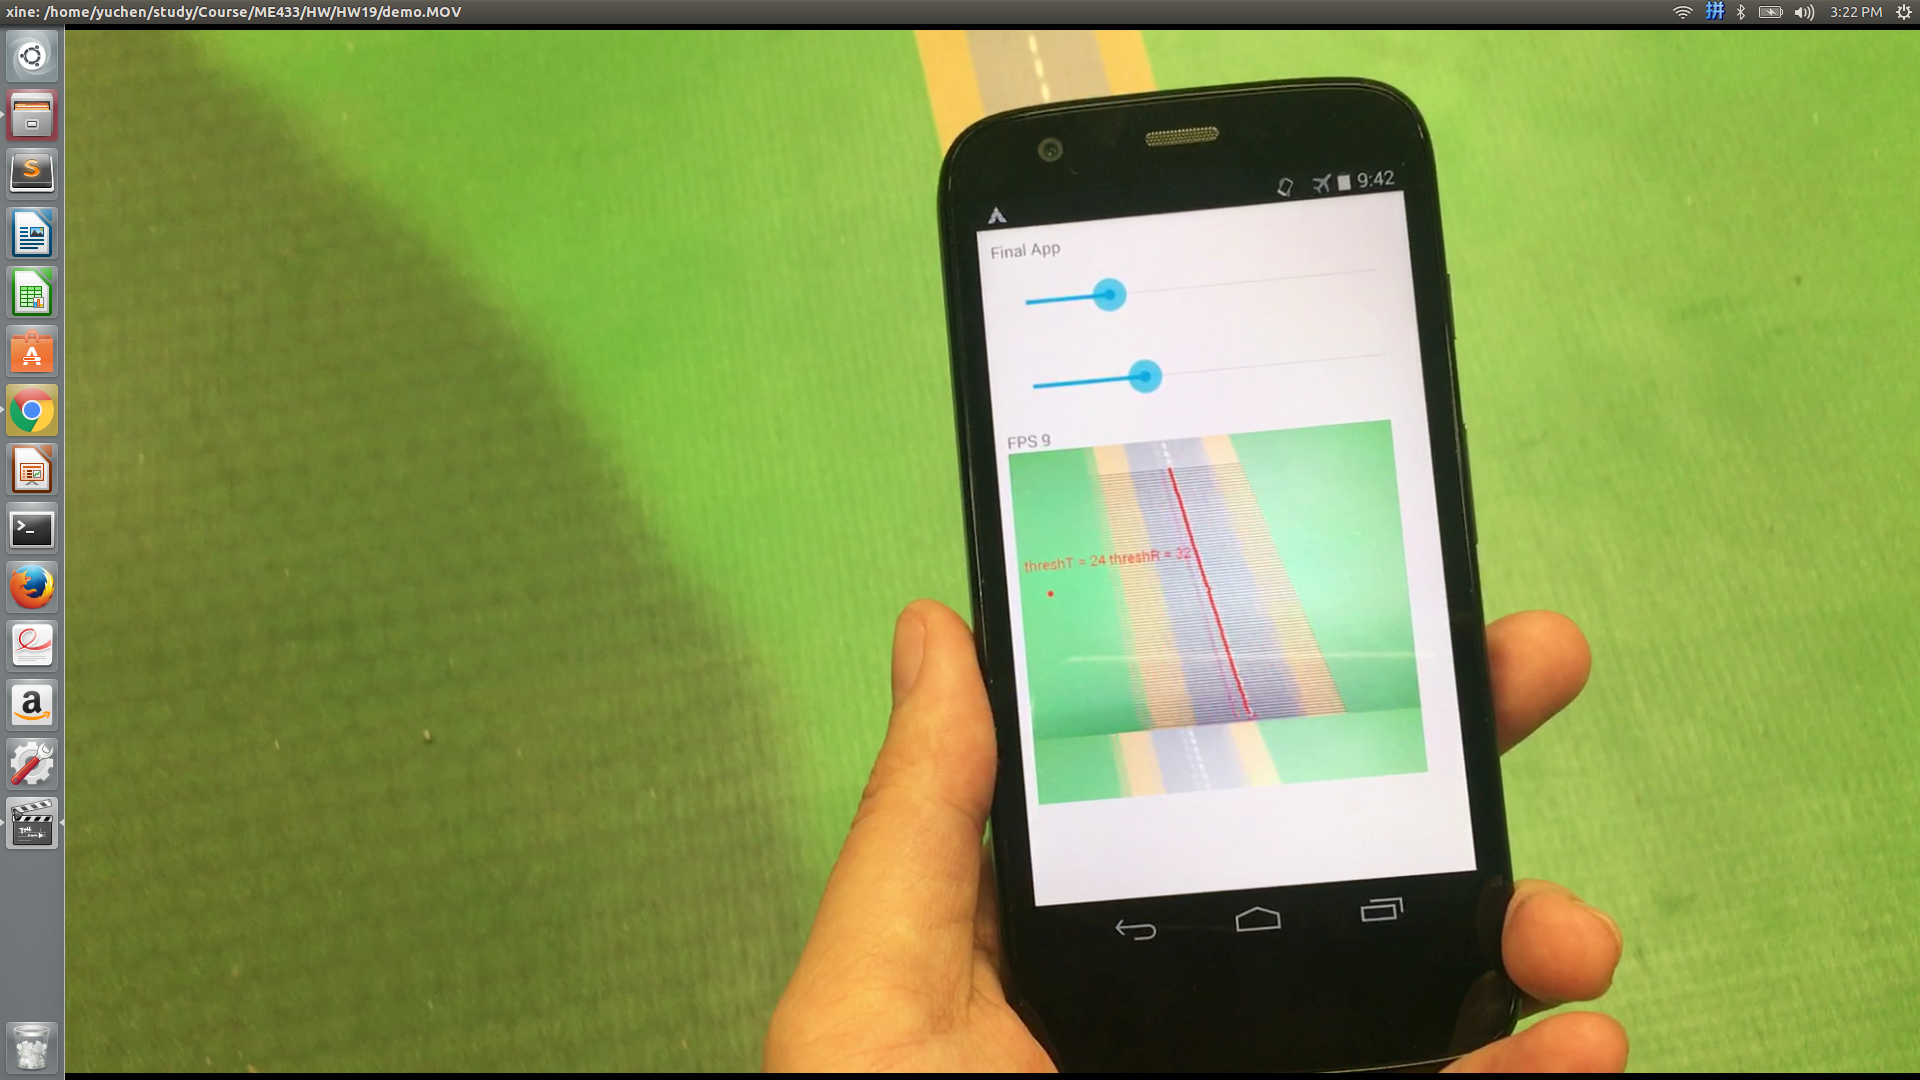 xine: /home/yuchen/study/Course/ME433/HW/HW19/demo.MOV
拼
3:22 PM
9:42
Final App
FPS 9
threshT = 24 threshR = 32